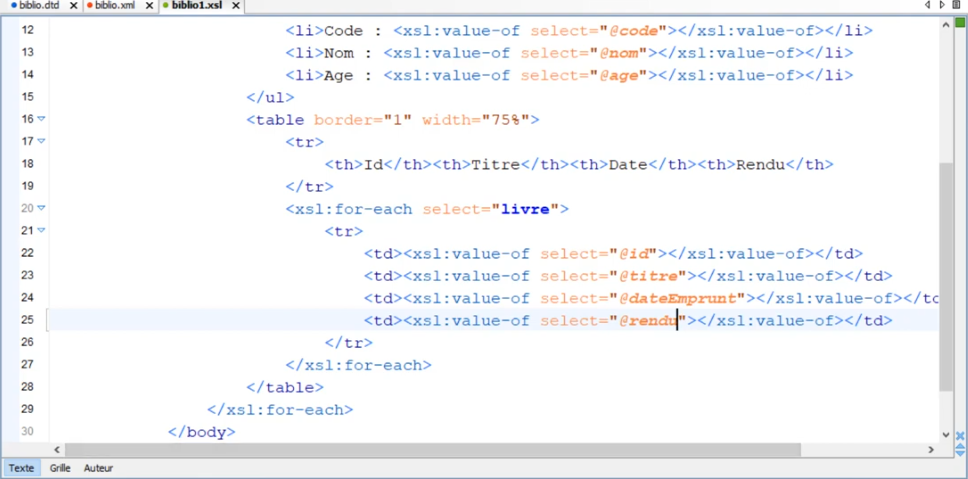 biblio.dtd biblio.xml biblio1.xsl
12 <li>Code : <xsl:value-of select="@code"></xsl:value-of></li>
13 <li>Nom : <xsl:value-of select="@nom"></xsl:value-of></li>
14 <li>Age : <xsl:value-of select="@age"></xsl:value-of></li>
15 </ul>
16 <table border="1" width="75%">
17 <tr>
18 <th>Id</th><th>Titre</th><th>Date</th><th>Rendu</th>
19 </tr>
20 <xsl:for-each select="livre">
21 <tr>
22 <td><xsl:value-of select="@id"></xsl:value-of></td>
23 <td><xsl:value-of select="@titre"></xsl:value-of></td>
24 <td><xsl:value-of select="@dateEmprunt"></xsl:value-of></td
25 <td><xsl:value-of select="@rendu"></xsl:value-of></td>
26 </tr>
27 </xsl:for-each>
28 </table>
29 </xsl:for-each>
30 </body>
Texte Grille Auteur